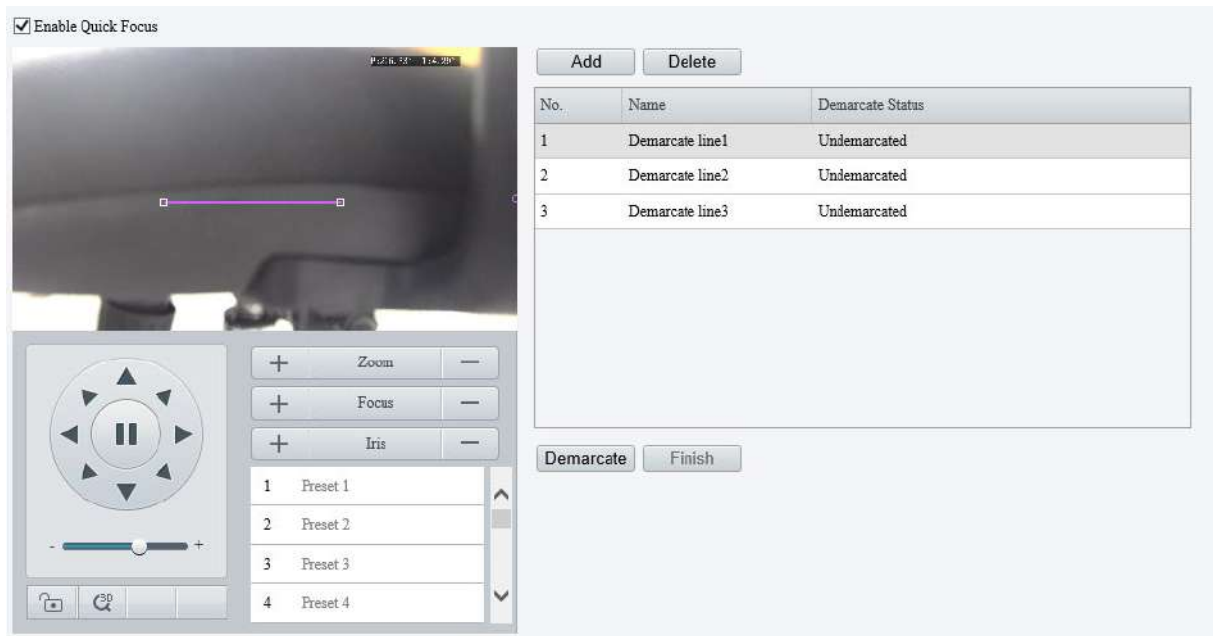 Enable Quick Focus
Add Delete
No. Name Demarcate Status
1 Demarcate line1 Undemarcated
2 Demarcate line2 Undemarcated
3 Demarcate line3 Undemarcated
+ Zoom —
+ Focus —
+ Iris —
1 Preset 1
2 Preset 2
3 Preset 3
4 Preset 4
- +
3D
Demarcate Finish